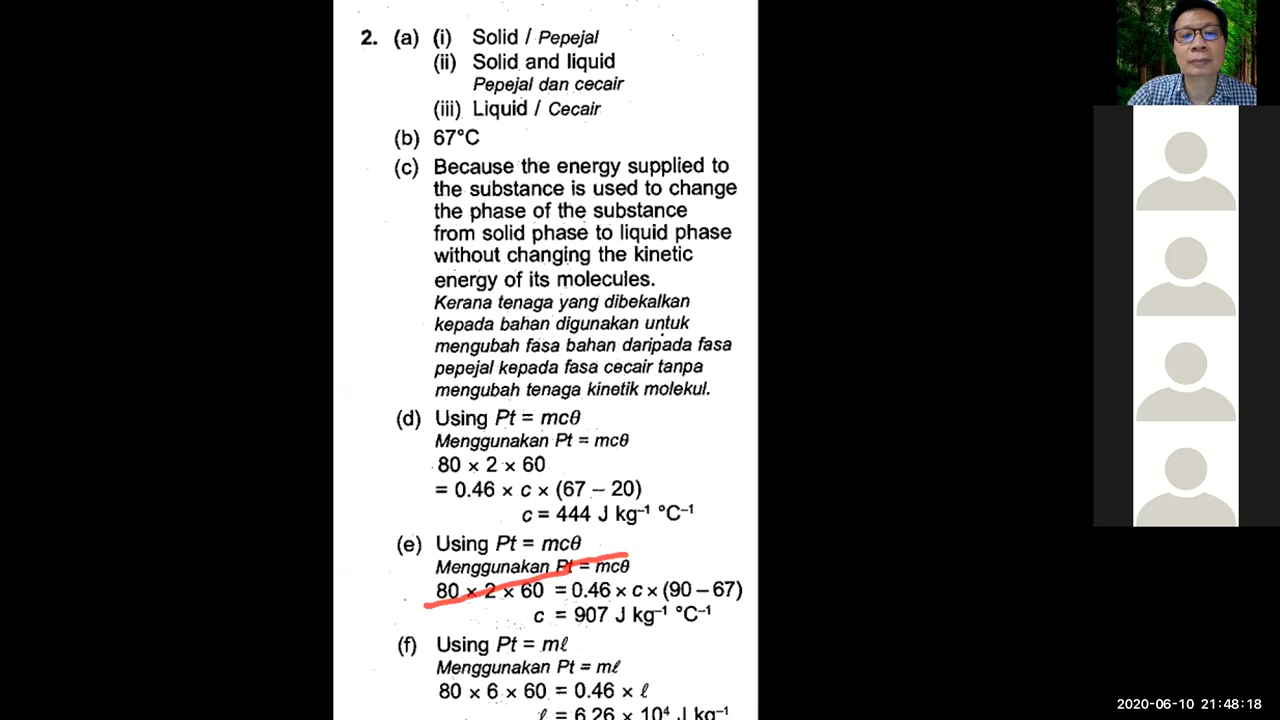 2. (a) (i) Solid / Pepejal
(ii) Solid and liquid
Pepejal dan cecair
(iii) Liquid / Cecair
(b) 67°C
(c) Because the energy supplied to
the substance is used to change
the phase of the substance
from solid phase to liquid phase
without changing the kinetic
energy of its molecules.
Kerana tenaga yang dibekalkan
kepada bahan digunakan untuk
mengubah fasa bahan daripada fasa
pepejal kepada fasa cecair tanpa
mengubah tenaga kinetik molekul.
(d) Using Pt = mcθ
Menggunakan Pt = mcθ
80 × 2 × 60
= 0.46 × c × (67 – 20)
c = 444 J kg⁻¹ °C⁻¹
(e) Using Pt = mcθ
Menggunakan Pt = mcθ
80 × 2 × 60 = 0.46 × c × (90 – 67)
c = 907 J kg⁻¹ °C⁻¹
(f) Using Pt = mℓ
Menggunakan Pt = mℓ
80 × 6 × 60 = 0.46 × ℓ
ℓ = 6.26 × 10⁴ J kg⁻¹
2020-06-10 21:48:18